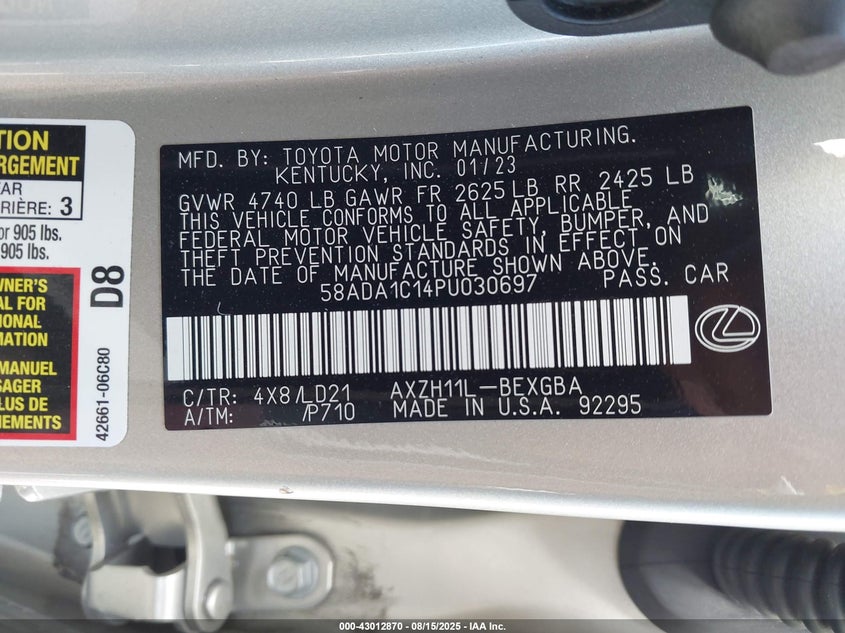 TION
RGEMENT
AR
RIÈRE: 3
or 905 lbs.
905 lbs.
WNER'S
AL FOR
IONAL
RMATION
MANUEL
SAGER
LUS DE
NEMENTS
D8
42661-06C80
MFD. BY: TOYOTA MOTOR MANUFACTURING.
KENTUCKY, INC. 01/23
GVWR 4740 LB GAWR FR 2625 LB RR 2425 LB
THIS VEHICLE CONFORMS TO ALL APPLICABLE
FEDERAL MOTOR VEHICLE SAFETY, BUMPER, AND
THEFT PREVENTION STANDARDS IN EFFECT ON
THE DATE OF MANUFACTURE SHOWN ABOVE.
58ADA1C14PU030697 PASS. CAR
C/TR: 4X8/LD21 AXZH11L-BEXGBA
A/TM: /P710 MADE IN U.S.A. 92295
000-43012870 - 08/15/2025 - IAA Inc.